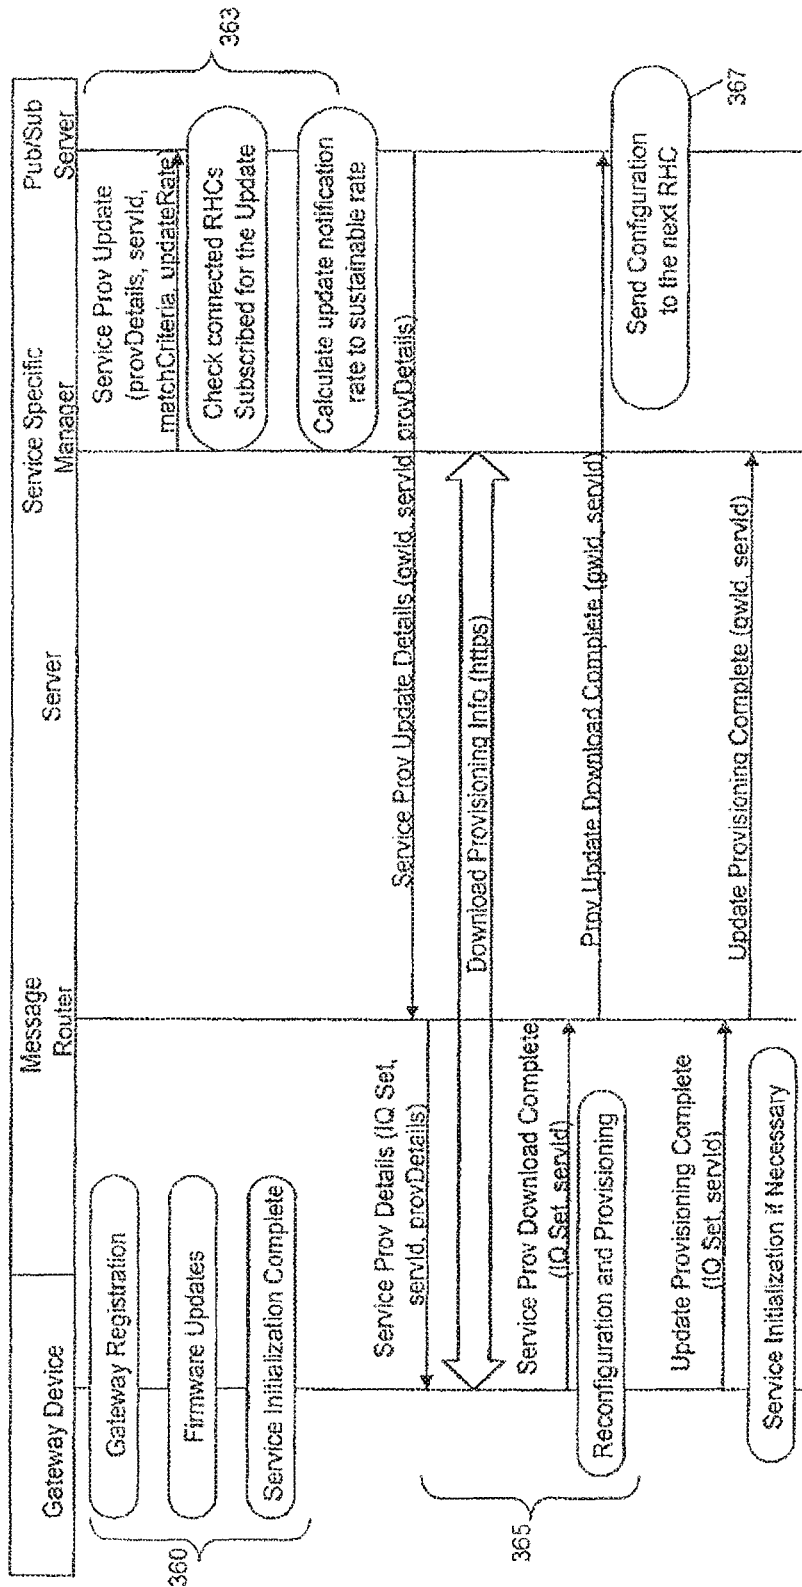 Gateway Device
Message
Router
Server
Service Specific
Manager
Pub/Sub
Server
Gateway Registration
Firmware Updates
Service Initialization Complete
360
Service Prov Update
(provDetails, servId,
matchCriteria, updateRate)
Check connected RHCs
Subscribed for the Update
Calculate update notification
rate to sustainable rate
363
Service Prov Update Details (gwId, servId, provDetails)
Service Prov Details (IQ Set,
servId, provDetails)
Download Provisioning Info (https)
Service Prov Download Complete
(IQ Set, servId)
Prov Update Download Complete (gwId, servId)
Reconfiguration and Provisioning
365
Send Configuration
to the next RHC
367
Update Provisioning Complete
(IQ Set, servId)
Update Provisioning Complete (gwId, servId)
Service Initialization if Necessary